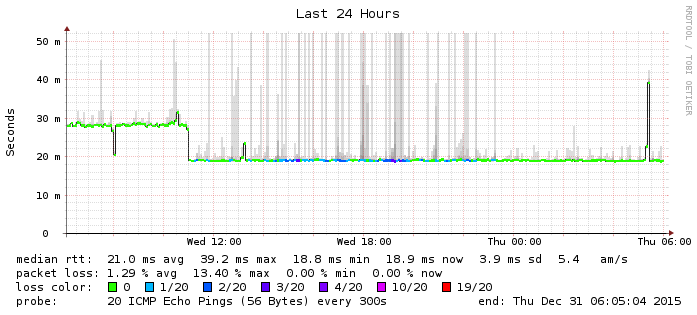 Last 24 Hours
RRDTOOL / TOBI OETIKER
Seconds
50 m
40 m
30 m
20 m
10 m
0
Wed 12:00 Wed 18:00 Thu 00:00 Thu 06:00
median rtt: 21.0 ms avg 39.2 ms max 18.8 ms min 18.9 ms now 3.9 ms sd 5.4 am/s
packet loss: 1.29 % avg 13.40 % max 0.00 % min 0.00 % now
loss color: 0 1/20 2/20 3/20 4/20 10/20 19/20
probe: 20 ICMP Echo Pings (56 Bytes) every 300s end: Thu Dec 31 06:05:04 2015